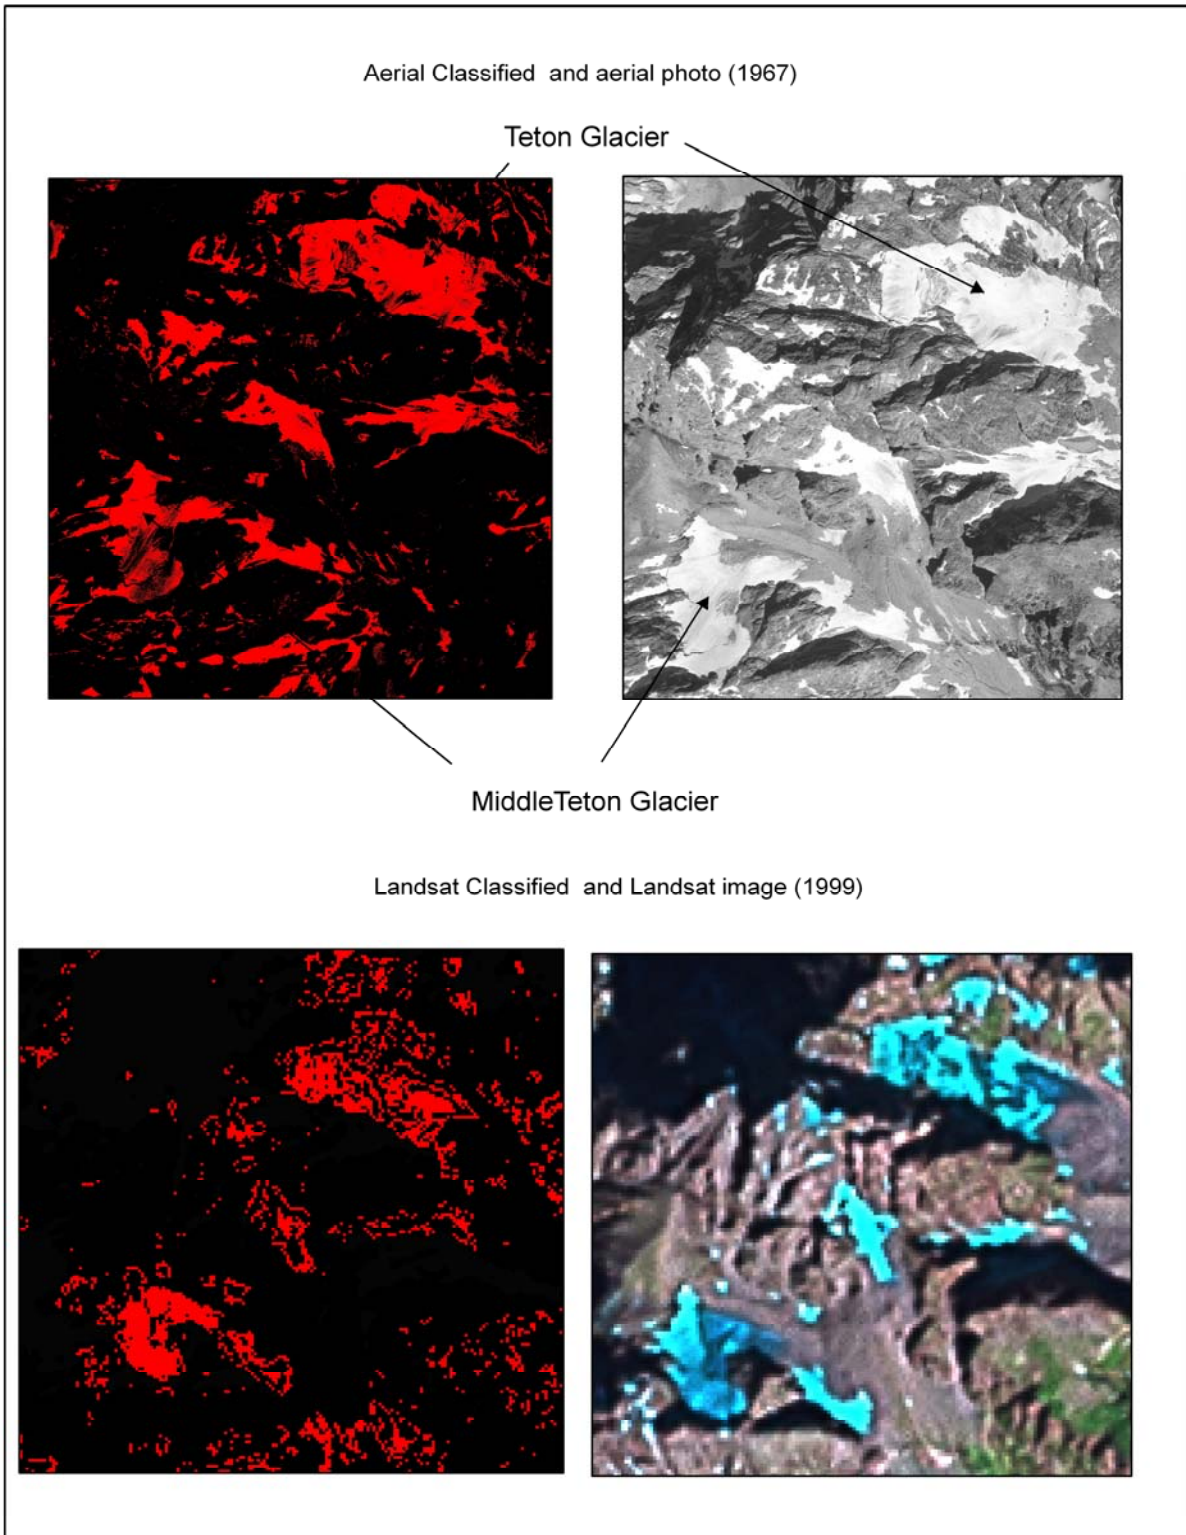 Aerial Classified and aerial photo (1967)
Teton Glacier
MiddleTeton Glacier
Landsat Classified and Landsat image (1999)